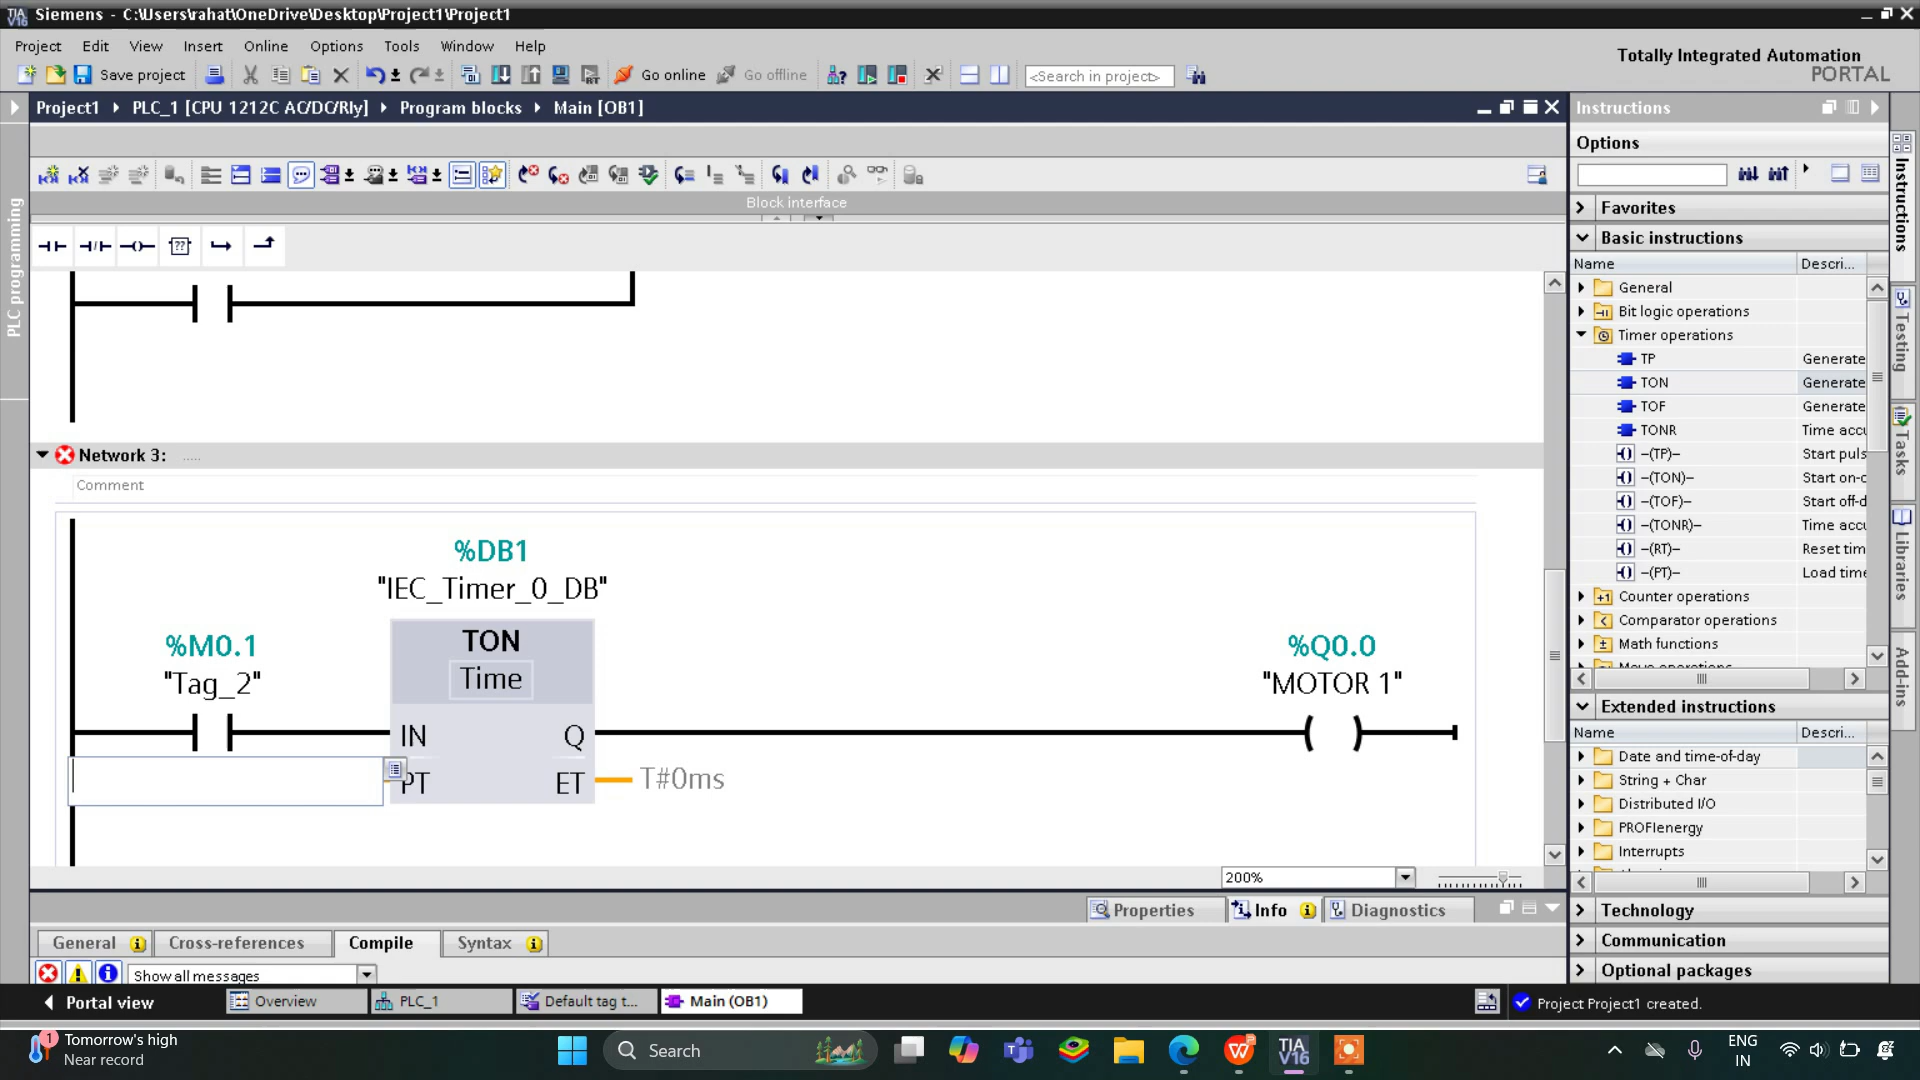 Siemens - C:\Users\rahat\OneDrive\Desktop\Project1\Project1
Project Edit View Insert Online Options Tools Window Help
Totally Integrated Automation
PORTAL
Save project
Go online
Go offline
<Search in project>
Project1 PLC_1 [CPU 1212C AC/DC/Rly] Program blocks Main [OB1]
Block interface
PLC programming
Network 3: .....
Comment
%DB1
"IEC_Timer_0_DB"
TON
Time
%M0.1
"Tag_2"
IN
Q
PT
ET
T#0ms
%Q0.0
"MOTOR 1"
200%
Properties
Info
Diagnostics
General
Cross-references
Compile
Syntax
Show all messages
Instructions
Options
Favorites
Basic instructions
Name Descri...
General
Bit logic operations
Timer operations
TP Generate
TON Generate
TOF Generate
TONR Time accu
–(TP)– Start puls
–(TON)– Start on-c
–(TOF)– Start off-d
–(TONR)– Time accu
–(RT)– Reset tim
–(PT)– Load time
Counter operations
Comparator operations
Math functions
Extended instructions
Name Descri...
Date and time-of-day
String + Char
Distributed I/O
PROFIenergy
Interrupts
Technology
Communication
Optional packages
Instructions
Testing
Tasks
Libraries
Add-ins
Portal view
Overview
PLC_1
Default tag t...
Main (OB1)
Project Project1 created.
1
Tomorrow's high
Near record
Search
TIA
V16
ENG
IN